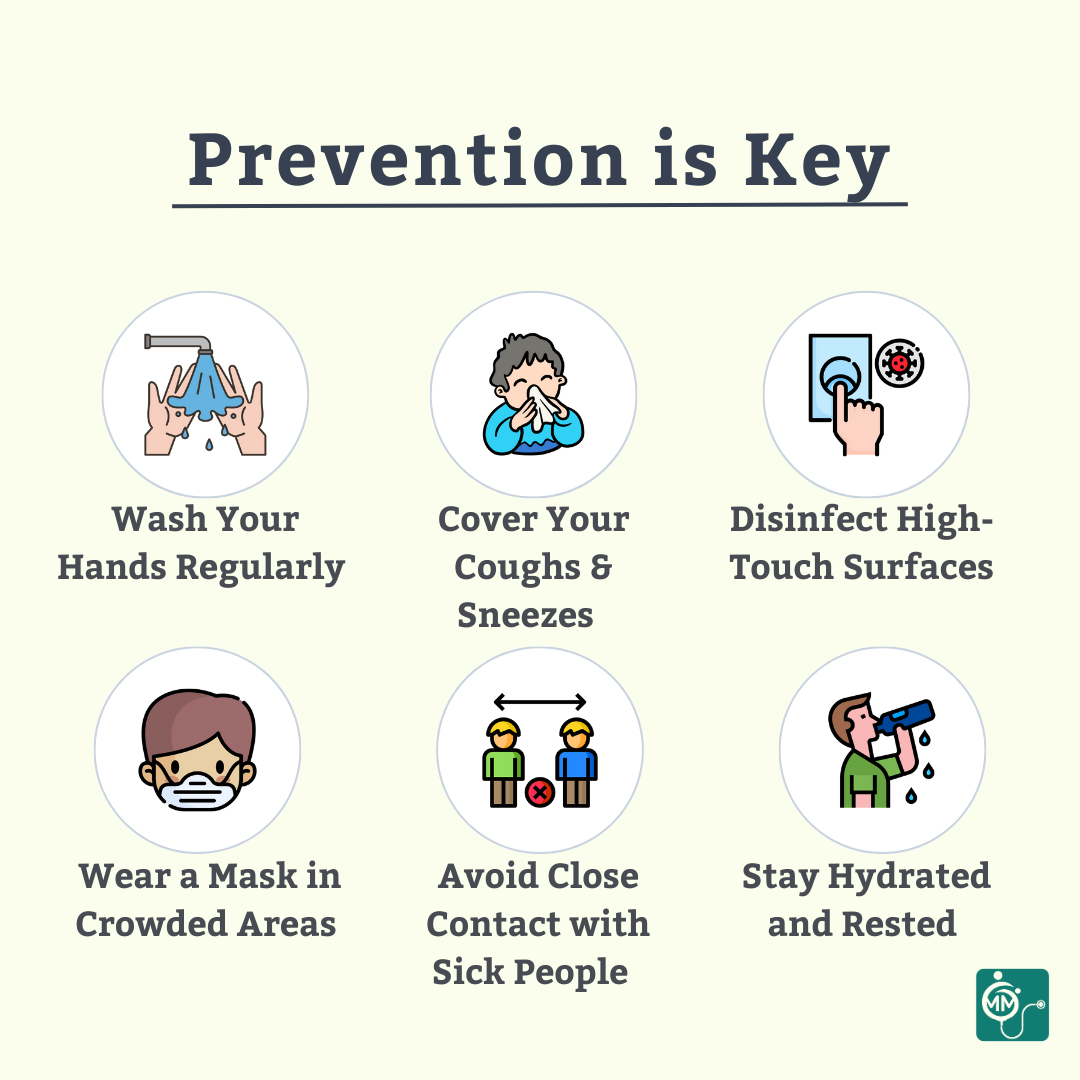 Prevention is Key
Wash Your
Hands Regularly
Cover Your
Coughs &
Sneezes
Disinfect High-
Touch Surfaces
Wear a Mask in
Crowded Areas
Avoid Close
Contact with
Sick People
Stay Hydrated
and Rested
MM